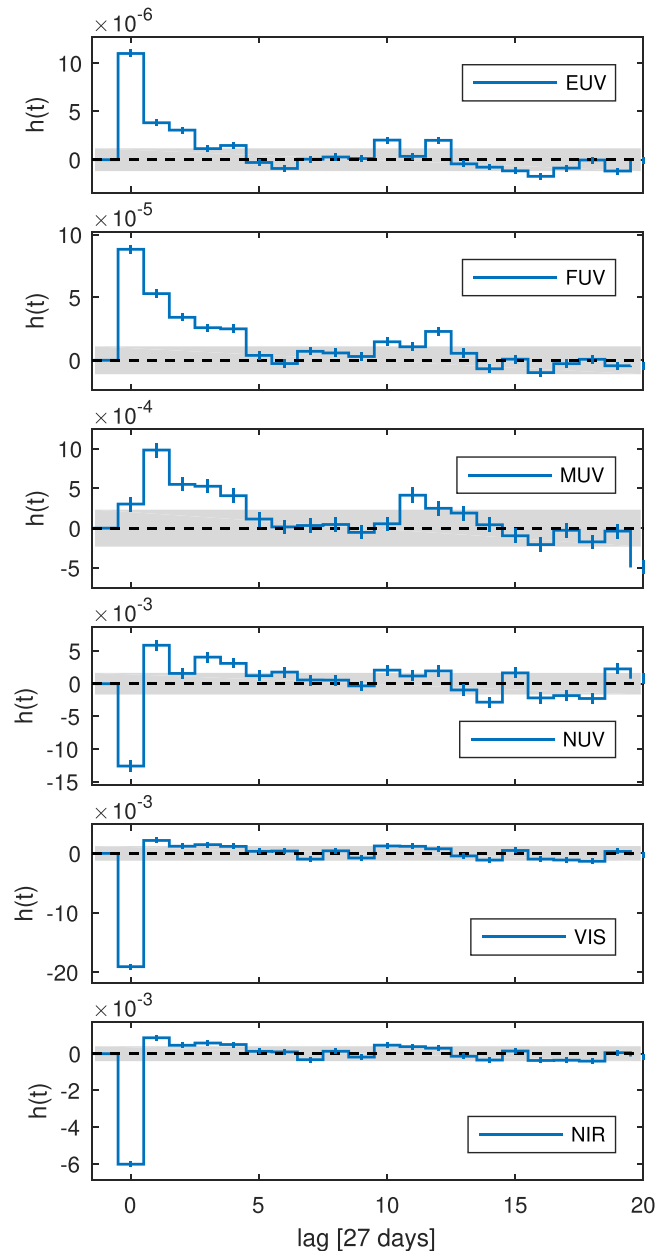 ×10^-6
10
5
0
h(t)
EUV
×10^-5
10
5
0
h(t)
FUV
×10^-4
10
5
0
-5
h(t)
MUV
×10^-3
5
0
-5
-10
-15
h(t)
NUV
×10^-3
0
-10
-20
h(t)
VIS
×10^-3
0
-2
-4
-6
h(t)
NIR
0 5 10 15 20
lag [27 days]